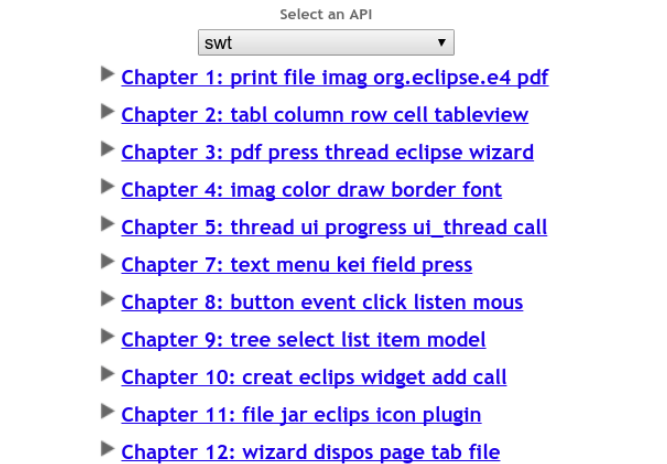 Select an API
swt
Chapter 1: print file imag org.eclipse.e4 pdf
Chapter 2: tabl column row cell tableview
Chapter 3: pdf press thread eclipse wizard
Chapter 4: imag color draw border font
Chapter 5: thread ui progress ui_thread call
Chapter 7: text menu kei field press
Chapter 8: button event click listen mous
Chapter 9: tree select list item model
Chapter 10: creat eclips widget add call
Chapter 11: file jar eclips icon plugin
Chapter 12: wizard dispos page tab file